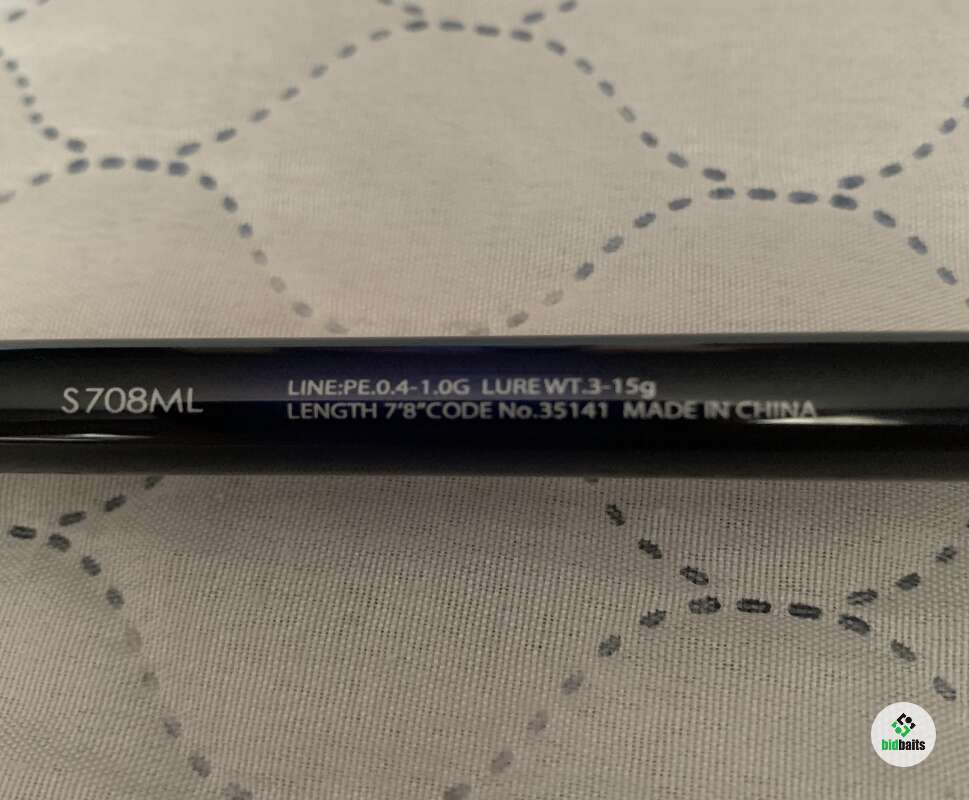 S708ML
LINE:PE.0.4-1.0G LURE WT.3-15g
LENGTH 7'8"CODE No.35141 MADE IN CHINA
bidbaits